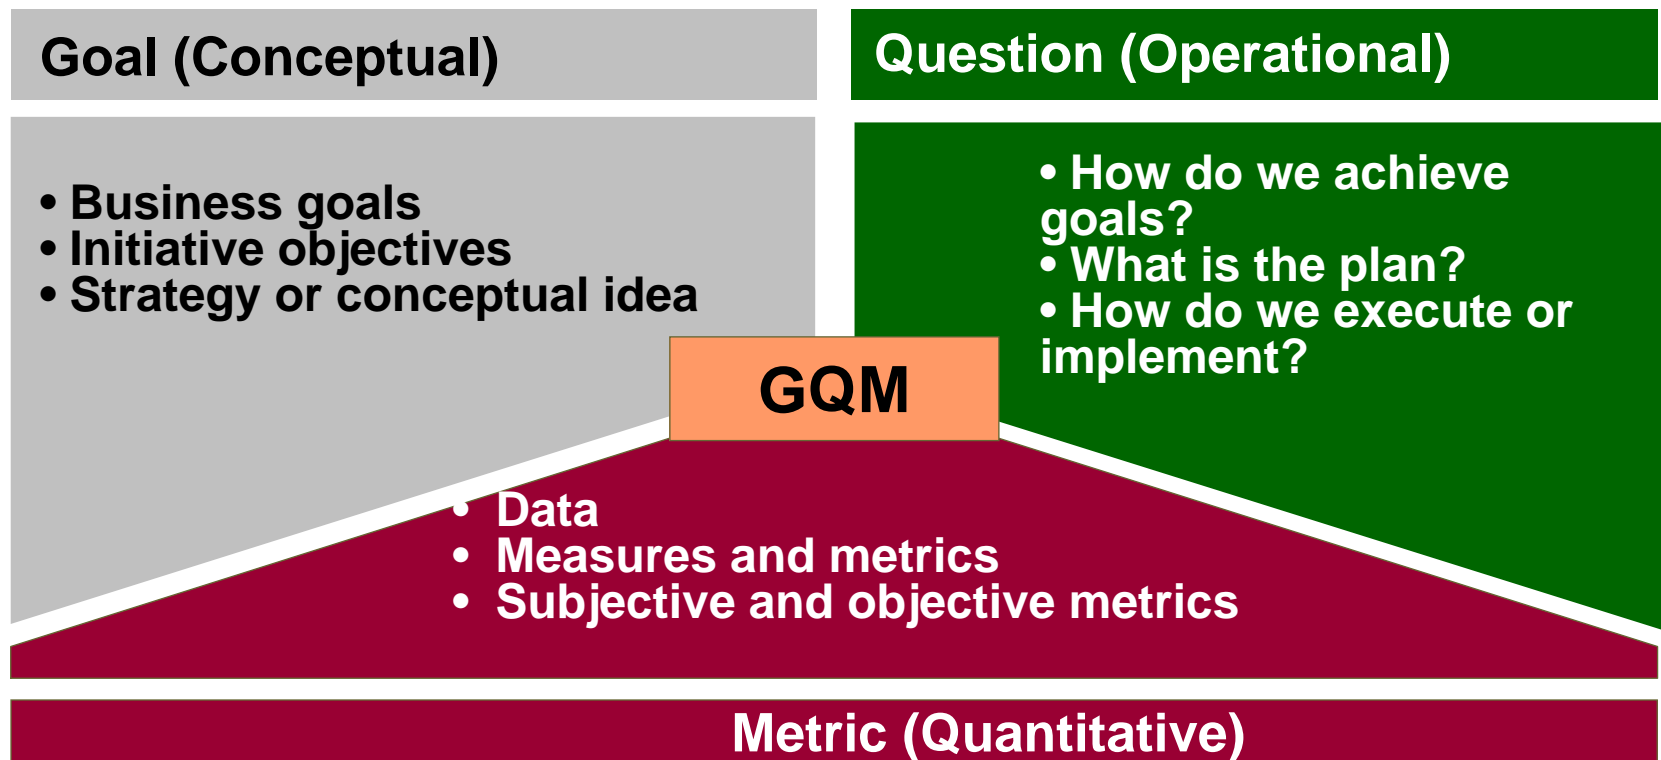 Goal (Conceptual)
Question (Operational)
• Business goals
• Initiative objectives
• Strategy or conceptual idea
• How do we achieve
goals?
• What is the plan?
• How do we execute or
implement?
GQM
• Data
• Measures and metrics
• Subjective and objective metrics
Metric (Quantitative)